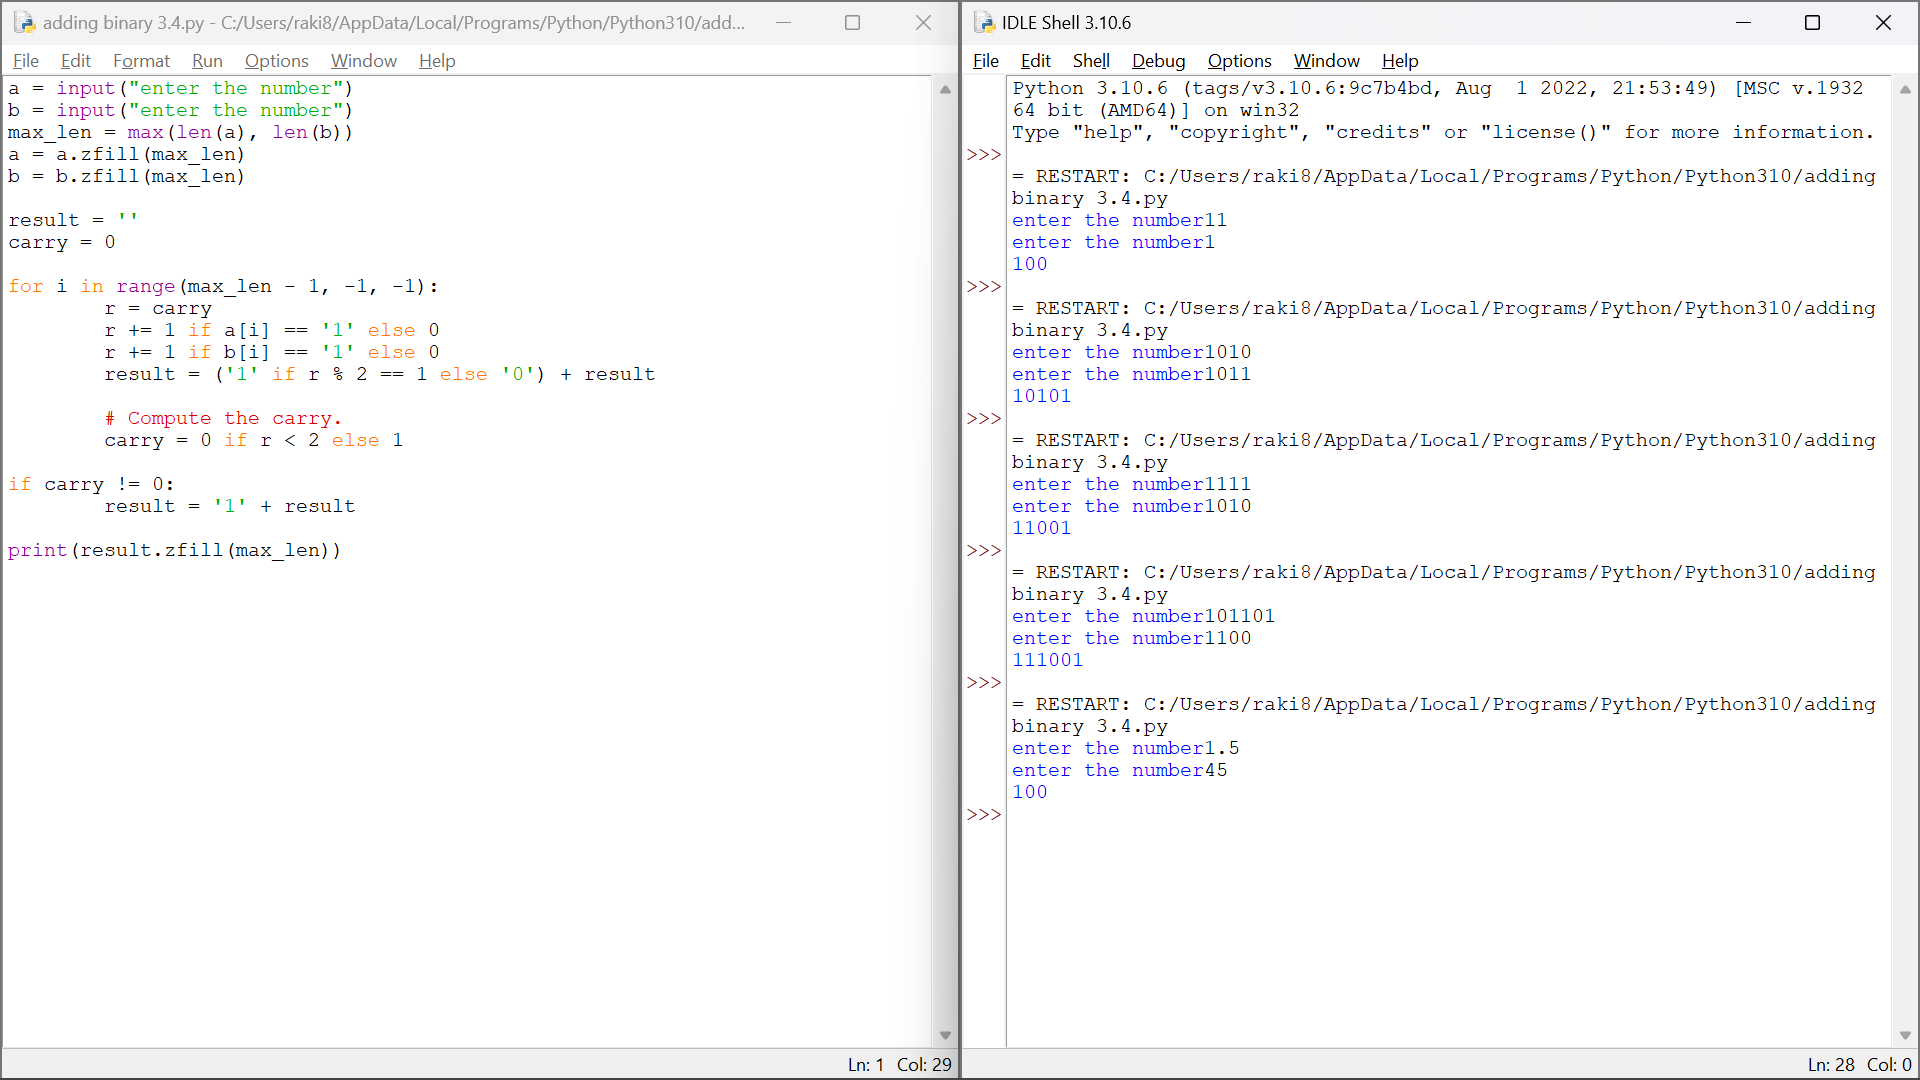 adding binary 3.4.py - C:/Users/raki8/AppData/Local/Programs/Python/Python310/add...
File Edit Format Run Options Window Help
a = input("enter the number")
b = input("enter the number")
max_len = max(len(a), len(b))
a = a.zfill(max_len)
b = b.zfill(max_len)

result = ''
carry = 0

for i in range(max_len - 1, -1, -1):
        r = carry
        r += 1 if a[i] == '1' else 0
        r += 1 if b[i] == '1' else 0
        result = ('1' if r % 2 == 1 else '0') + result

        # Compute the carry.
        carry = 0 if r < 2 else 1

if carry != 0:
        result = '1' + result

print(result.zfill(max_len))
Ln: 1 Col: 29
IDLE Shell 3.10.6
File Edit Shell Debug Options Window Help
Python 3.10.6 (tags/v3.10.6:9c7b4bd, Aug  1 2022, 21:53:49) [MSC v.1932
64 bit (AMD64)] on win32
Type "help", "copyright", "credits" or "license()" for more information.
>>>
= RESTART: C:/Users/raki8/AppData/Local/Programs/Python/Python310/adding
binary 3.4.py
enter the number11
enter the number1
100
>>>
= RESTART: C:/Users/raki8/AppData/Local/Programs/Python/Python310/adding
binary 3.4.py
enter the number1010
enter the number1011
10101
>>>
= RESTART: C:/Users/raki8/AppData/Local/Programs/Python/Python310/adding
binary 3.4.py
enter the number1111
enter the number1010
11001
>>>
= RESTART: C:/Users/raki8/AppData/Local/Programs/Python/Python310/adding
binary 3.4.py
enter the number101101
enter the number1100
111001
>>>
= RESTART: C:/Users/raki8/AppData/Local/Programs/Python/Python310/adding
binary 3.4.py
enter the number1.5
enter the number45
100
>>>
Ln: 28 Col: 0